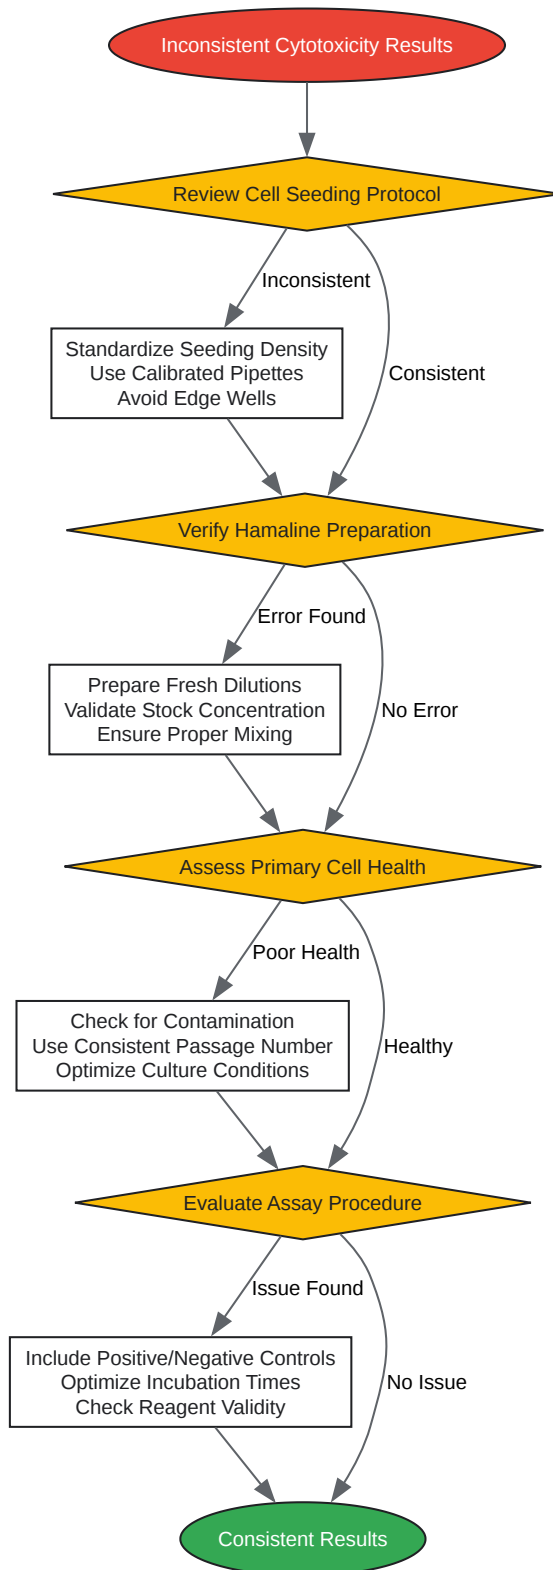 Inconsistent Cytotoxicity Results
Review Cell Seeding Protocol
Inconsistent
Standardize Seeding Density
Use Calibrated Pipettes
Avoid Edge Wells
Consistent
Verify Hamaline Preparation
Error Found
Prepare Fresh Dilutions
Validate Stock Concentration
Ensure Proper Mixing
No Error
Assess Primary Cell Health
Poor Health
Check for Contamination
Use Consistent Passage Number
Optimize Culture Conditions
Healthy
Evaluate Assay Procedure
Issue Found
Include Positive/Negative Controls
Optimize Incubation Times
Check Reagent Validity
No Issue
Consistent Results